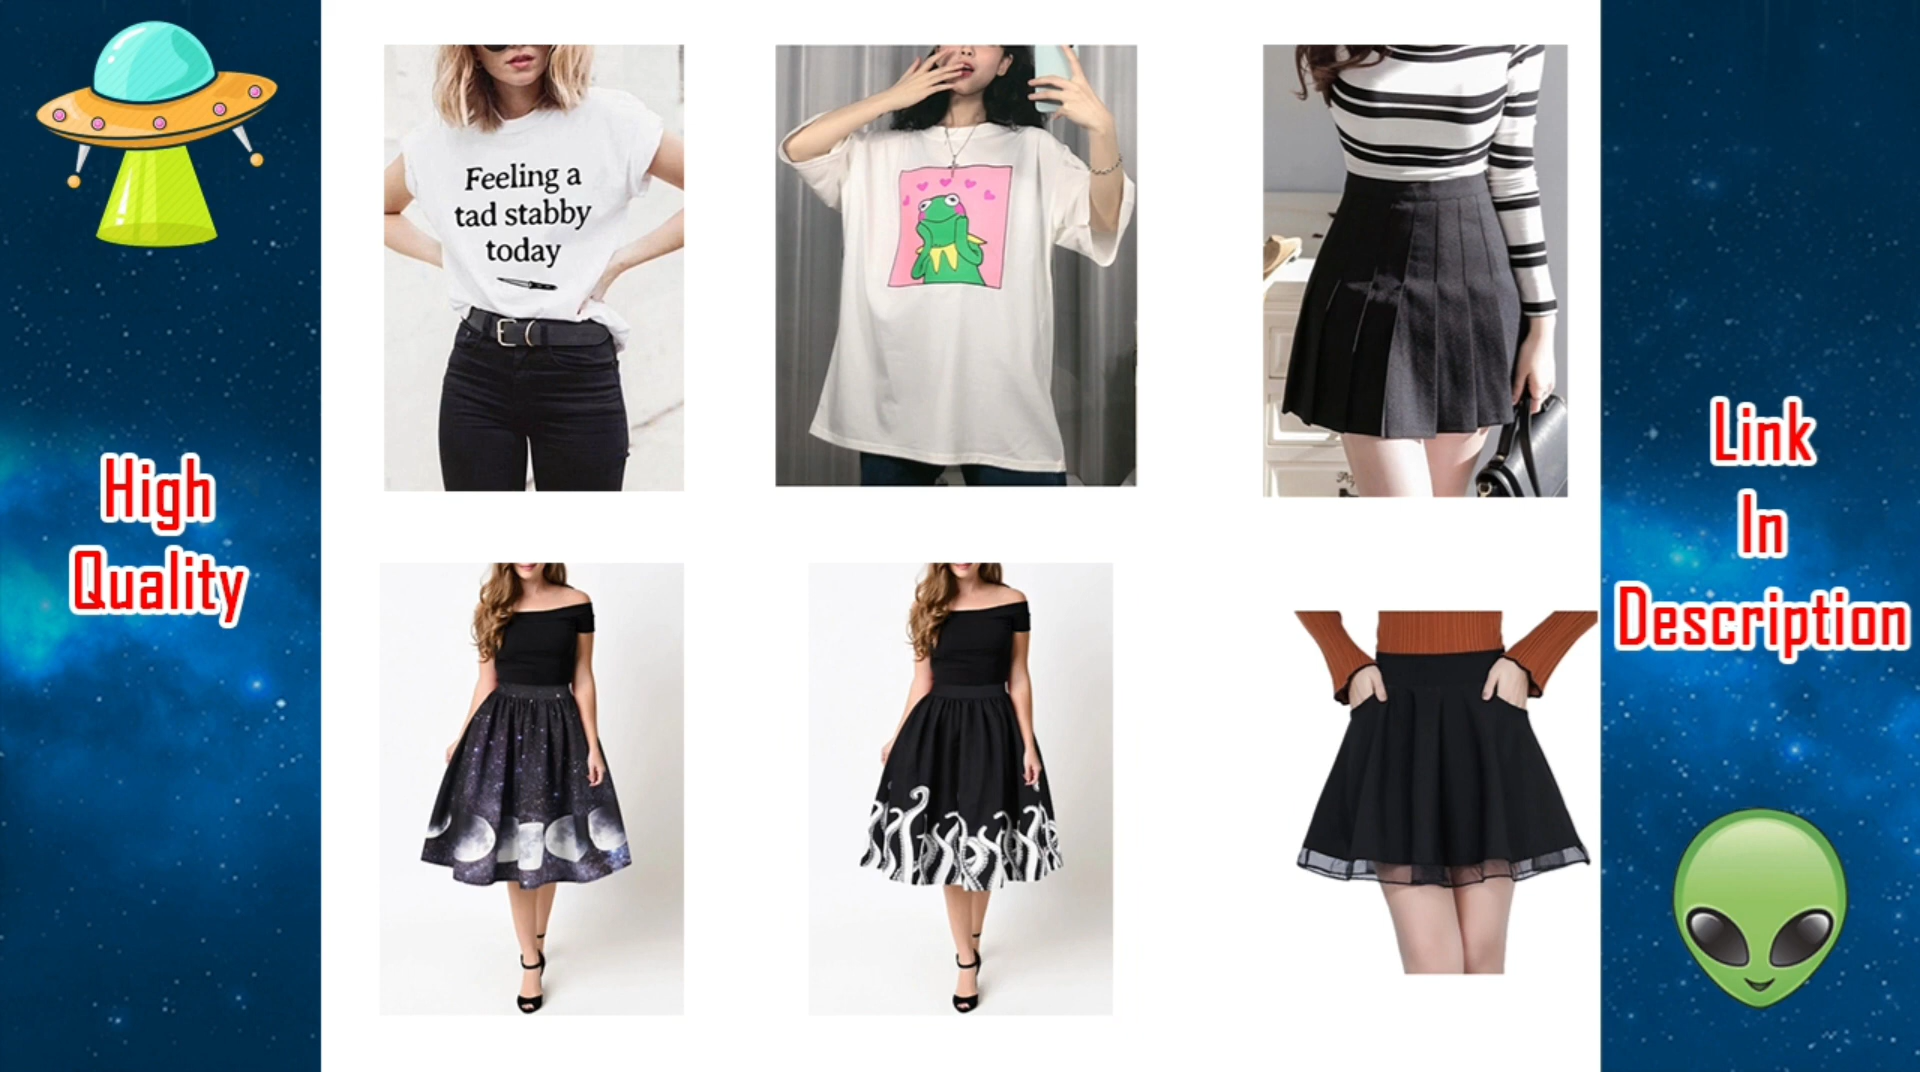 Feeling a
tad stabby
today
High
Quality
Link
In
Description